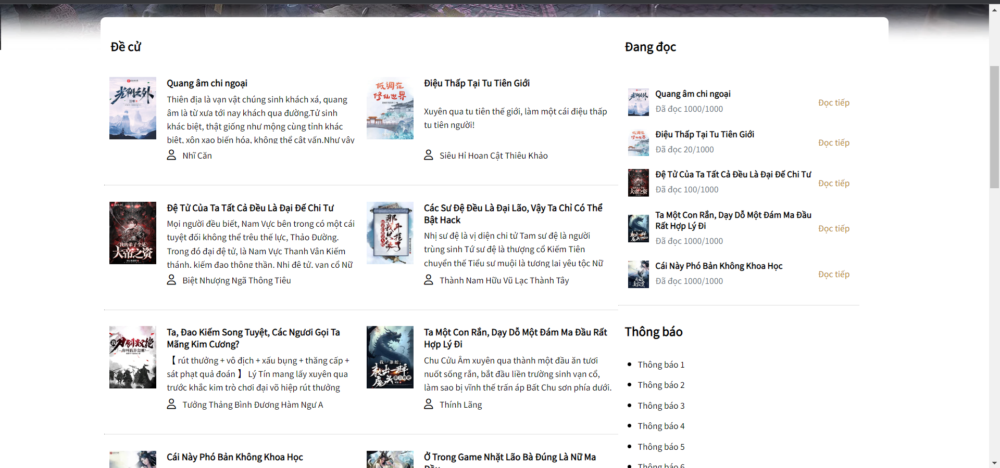 Đề cử
Quang âm chi ngoại
Thiên địa là vạn vật chúng sinh khách xá, quang
âm là từ xưa tới nay khách qua đường.Tử sinh
khác biệt, thật giống như mộng cùng tỉnh khác
biệt, xôn xao biến hóa, không thể cật vấn.Như vậy
Nhĩ Căn
光阴之外
Điệu Thấp Tại Tu Tiên Giới
Xuyên qua tu tiên thế giới, làm một cái điệu thấp
tu tiên người!
Siêu Hỉ Hoan Cật Thiêu Khảo
低调在
修仙世界
Đệ Tử Của Ta Tất Cả Đều Là Đại Đế Chi Tư
Mọi người đều biết, Nam Vực bên trong có một cái
tuyệt đối không thể trêu thế lực, Thảo Đường.
Trong đó đại đệ tử, là Nam Vực Thanh Vân Kiếm
thánh, kiếm đạo thông thần. Nhị đệ tử, vạn cổ Nữ
Biệt Nhượng Ngã Thông Tiêu
我的弟子全是
大帝之资
Các Sư Đệ Đều Là Đại Lão, Vậy Ta Chỉ Có Thể
Bật Hack
Nhị sư đệ là vị diện chi tử Tam sư đệ là người
trùng sinh Tứ sư đệ là thượng cổ Kiếm Tiên
chuyển thế Tiểu sư muội là tương lai yêu tộc Nữ
Thành Nam Hữu Vũ Lạc Thành Tây
那我只能
开挂了
Ta, Đao Kiếm Song Tuyệt, Các Ngươi Gọi Ta
Mãng Kim Cương?
【 rút thưởng + vô địch + xấu bụng + thăng cấp +
sát phạt quả đoán 】 Lý Tín mang lấy xuyên qua
trước khắc kim trò chơi đại võ hiệp rút thưởng
Tưởng Thảng Bình Đương Hàm Ngư A
我刀剑双绝
Ta Một Con Rắn, Dạy Dỗ Một Đám Ma Đầu Rất
Hợp Lý Đi
Chu Cửu Âm xuyên qua thành một đầu ăn tươi
nuốt sống rắn, bắt đầu liền trường sinh vạn cổ,
làm sao bị vĩnh thế trấn áp Bất Chu sơn phía dưới.
Thính Lãng
我一条蛇,
教出一群
魔头
Cái Này Phó Bản Không Khoa Học
Ở Trong Game Nhặt Lão Bà Đúng Là Nữ Ma
Đầu
Đang đọc
Quang âm chi ngoại
Đã đọc 1000/1000
Đọc tiếp
Điệu Thấp Tại Tu Tiên Giới
Đã đọc 20/1000
Đọc tiếp
Đệ Tử Của Ta Tất Cả Đều Là Đại Đế Chi Tư
Đã đọc 100/1000
Đọc tiếp
Ta Một Con Rắn, Dạy Dỗ Một Đám Ma Đầu
Rất Hợp Lý Đi
Đã đọc 1000/1000
Đọc tiếp
Cái Này Phó Bản Không Khoa Học
Đã đọc 1000/1000
Đọc tiếp
Thông báo
Thông báo 1
Thông báo 2
Thông báo 3
Thông báo 4
Thông báo 5
Thông báo 6